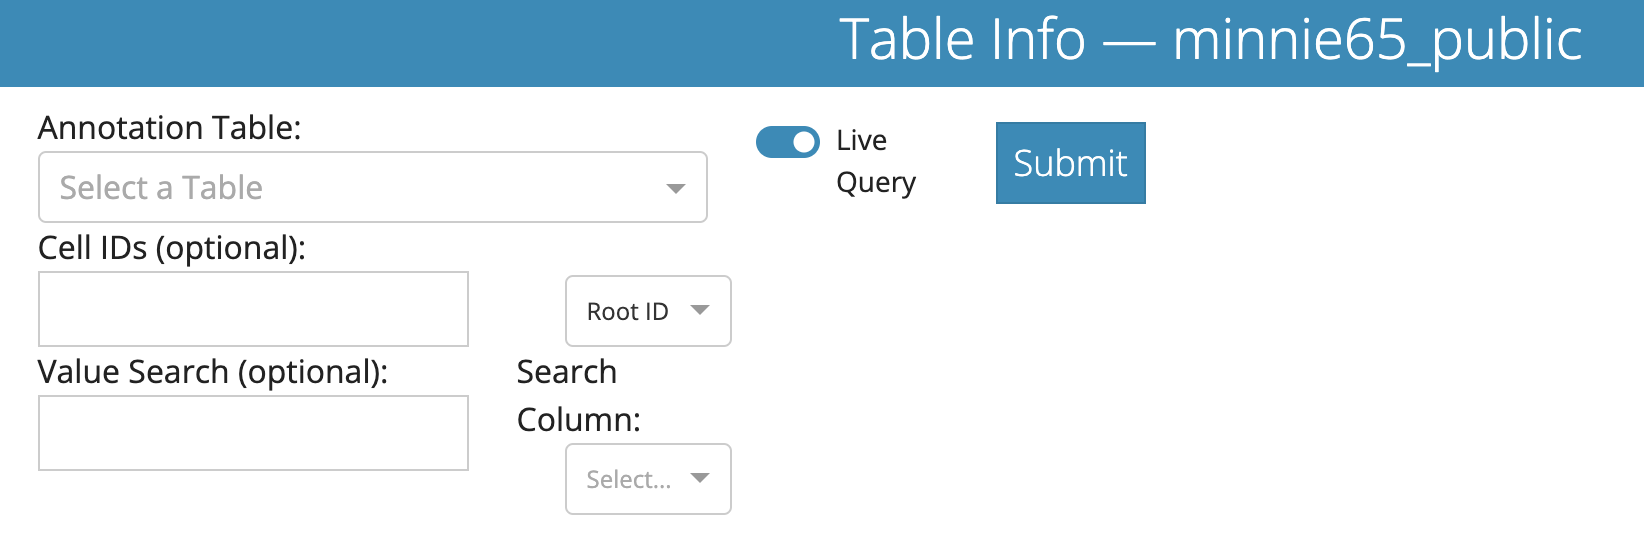 Table Info — minnie65_public
Annotation Table:
Select a Table
Live
Query
Submit
Cell IDs (optional):
Root ID
Value Search (optional):
Search
Column:
Select...